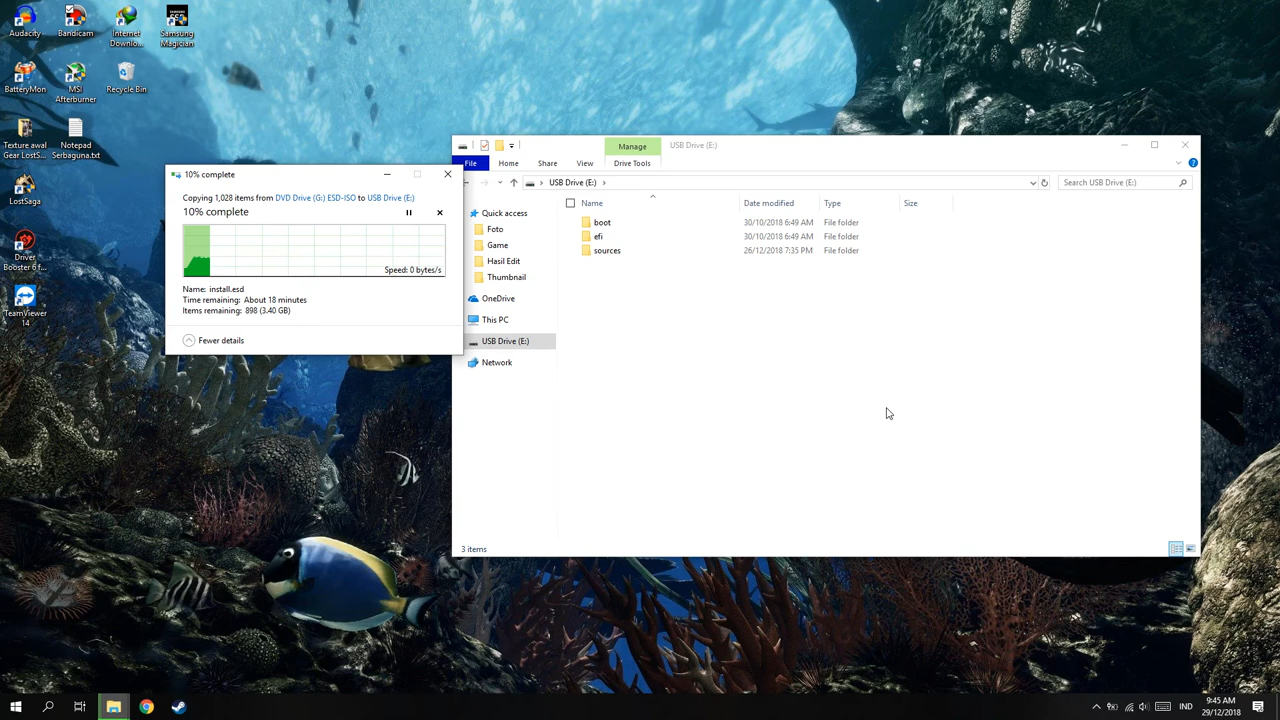 Audacity
Bandicam
Internet
Downlo...
Samsung
Magician
BatteryMon
MSI
Afterburner
Recycle Bin
Texture awal
Gear LostS...
Notepad
Serbaguna.txt
LostSaga
Driver
Booster 6 f...
TeamViewer
14
10% complete
Copying 1,028 items from DVD Drive (G:) ESD-ISO to USB Drive (E:)
10% complete
Speed: 0 bytes/s
Name: install.esd
Time remaining: About 18 minutes
Items remaining: 898 (3.40 GB)
Fewer details
Manage
USB Drive (E:)
File
Home
Share
View
Drive Tools
USB Drive (E:)
Search USB Drive (E:)
Quick access
Foto
Game
Hasil Edit
Thumbnail
OneDrive
This PC
USB Drive (E:)
Network
Name Date modified Type Size
boot 30/10/2018 6:49 AM File folder
efi 30/10/2018 6:49 AM File folder
sources 26/12/2018 7:35 PM File folder
3 items
IND
9:45 AM
29/12/2018